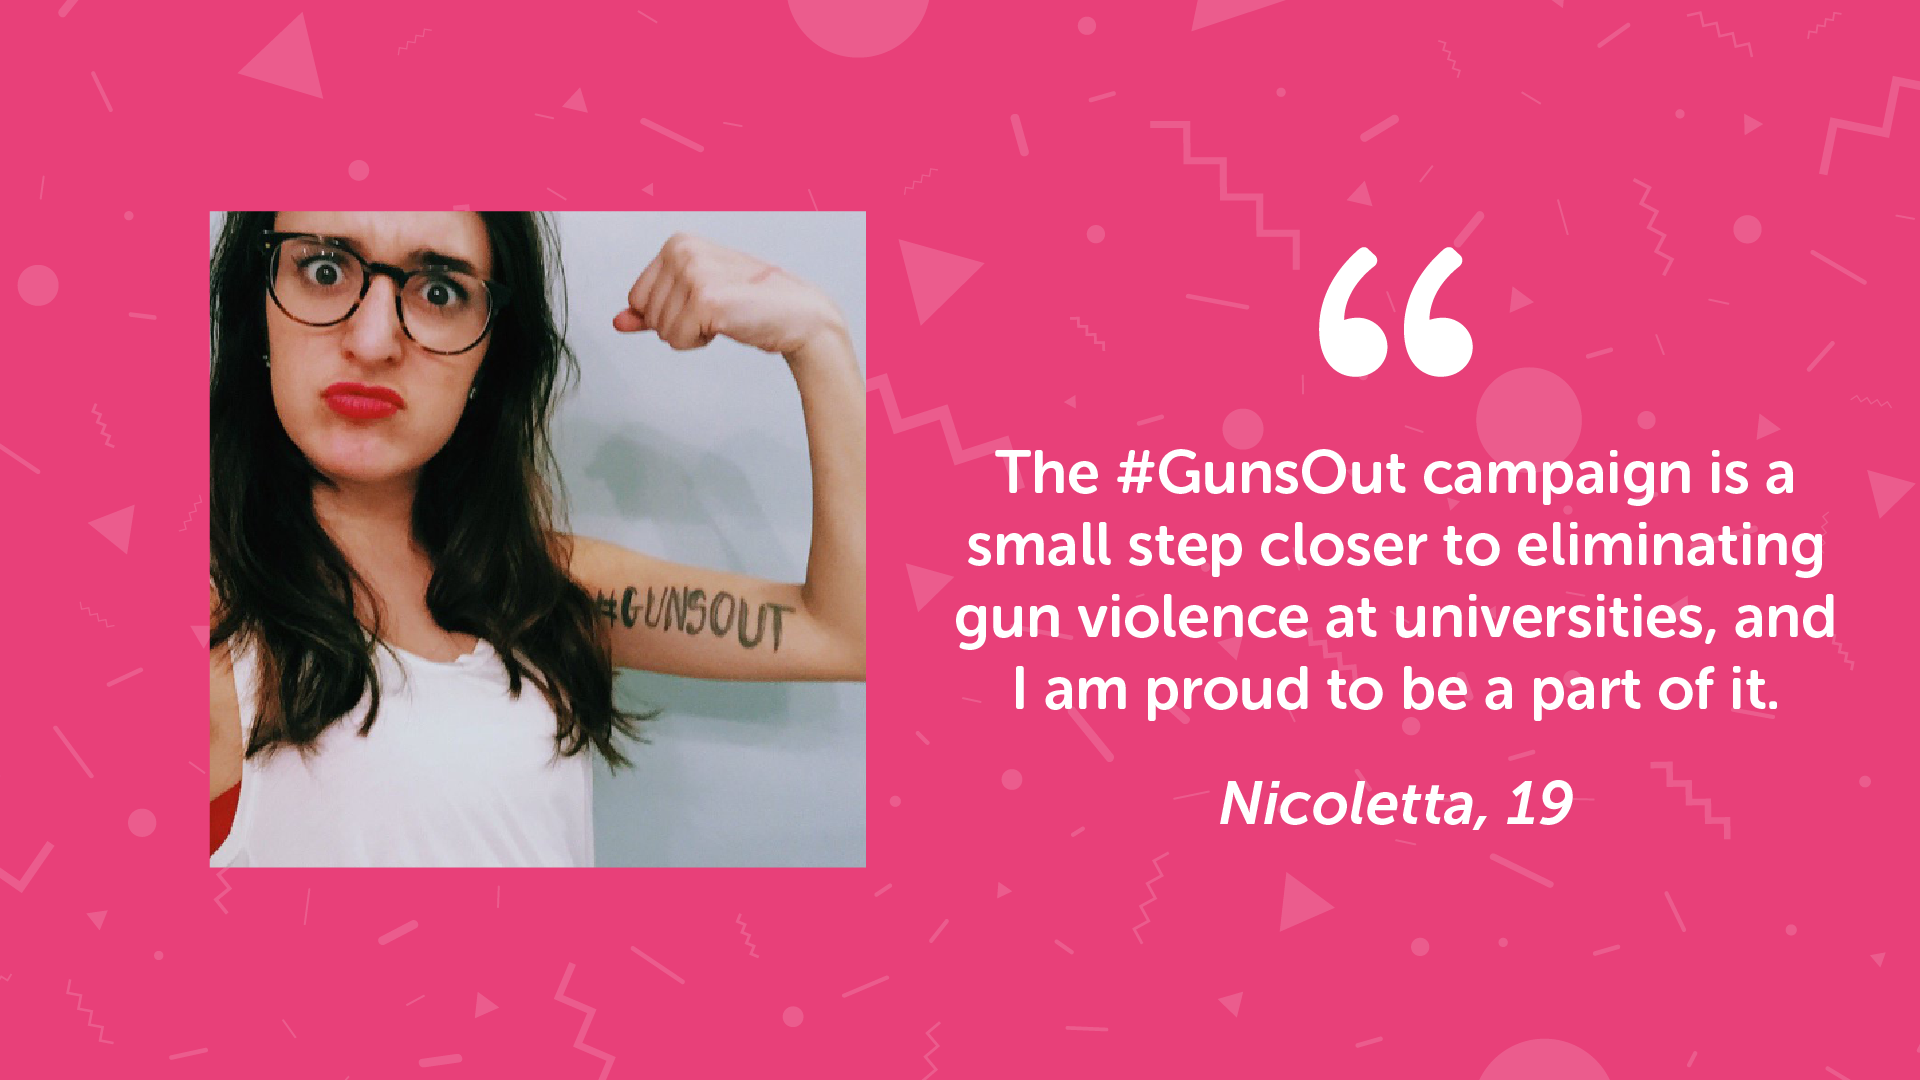 #GUNSOUT
“
The #GunsOut campaign is a
small step closer to eliminating
gun violence at universities, and
I am proud to be a part of it.
Nicoletta, 19